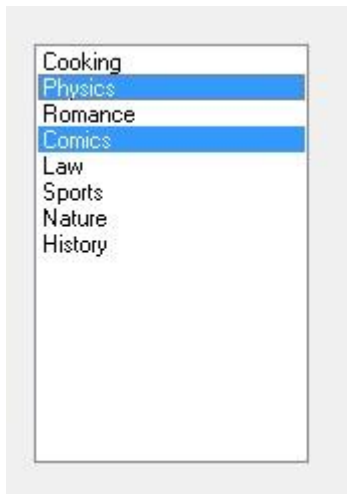 Cooking
Physics
Romance
Comics
Law
Sports
Nature
History